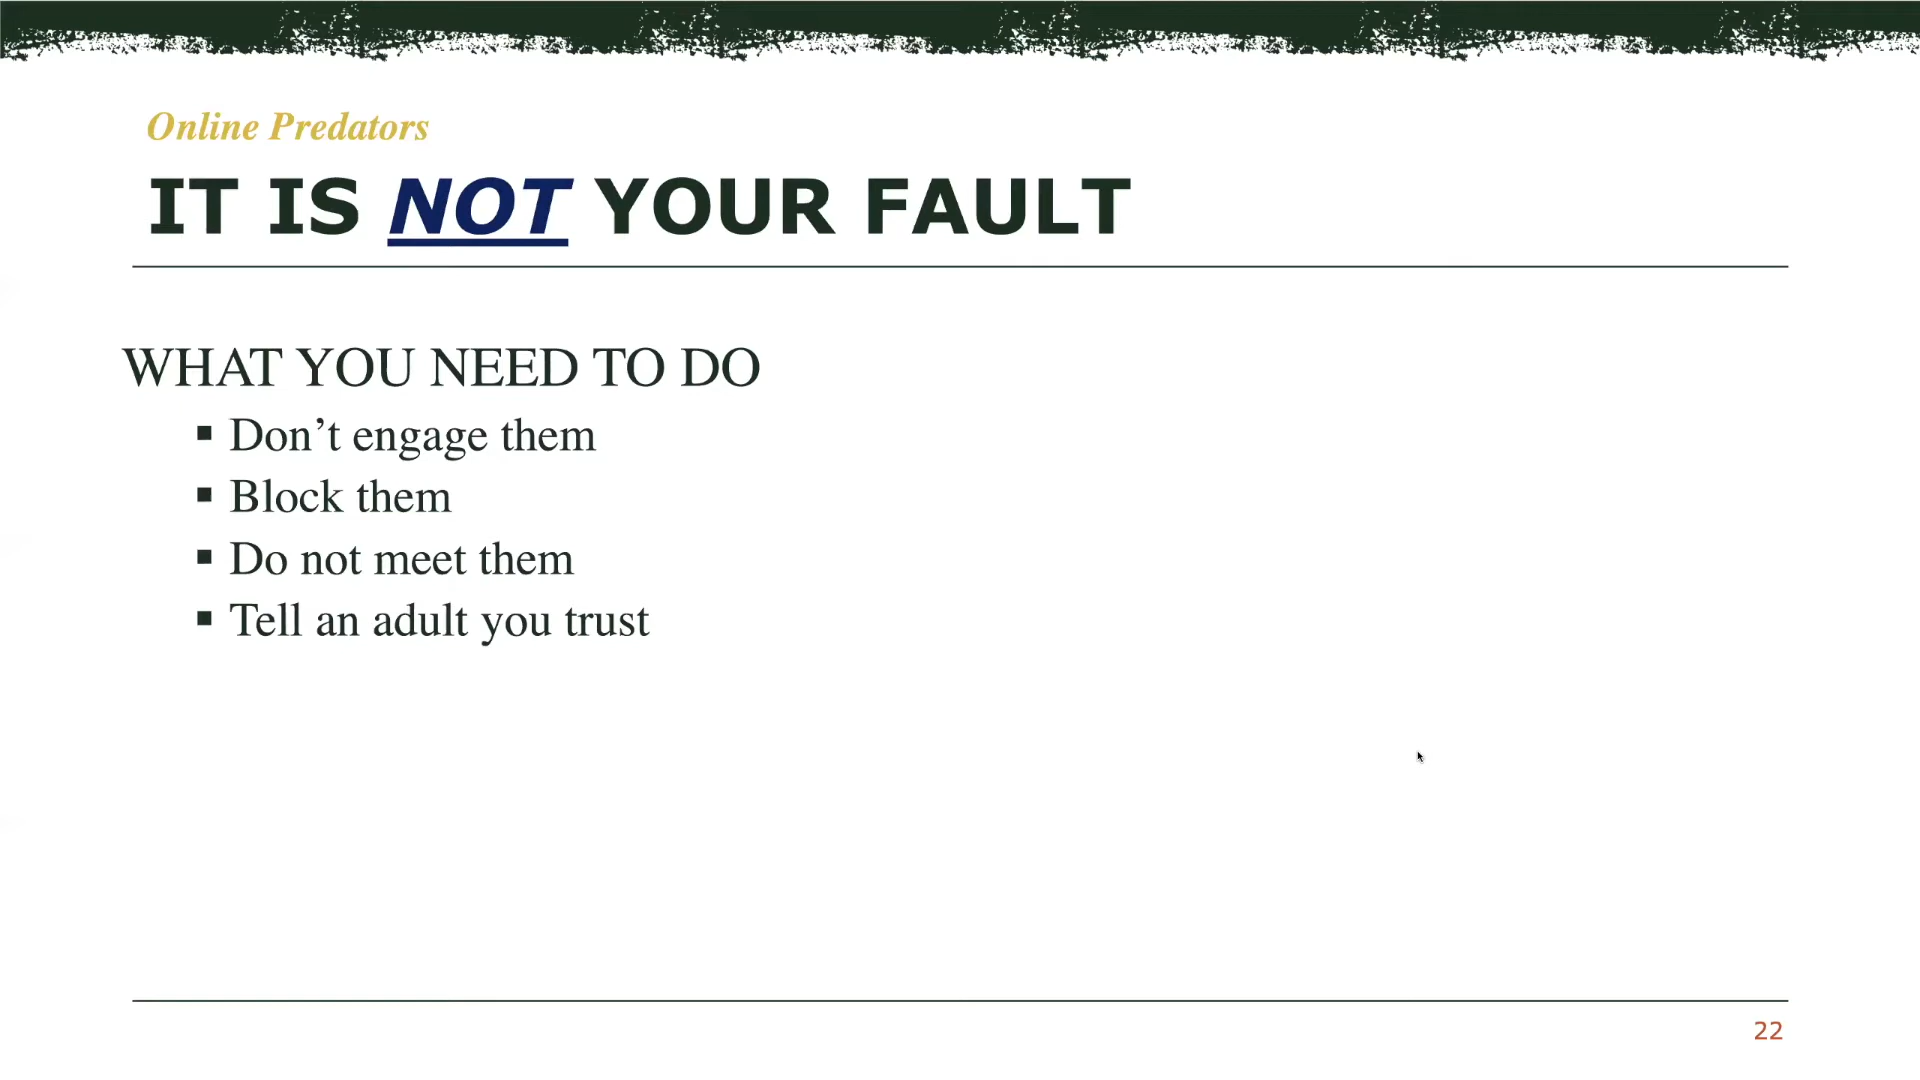 Online Predators
IT IS NOT YOUR FAULT
WHAT YOU NEED TO DO
▪ Don’t engage them
▪ Block them
▪ Do not meet them
▪ Tell an adult you trust
22